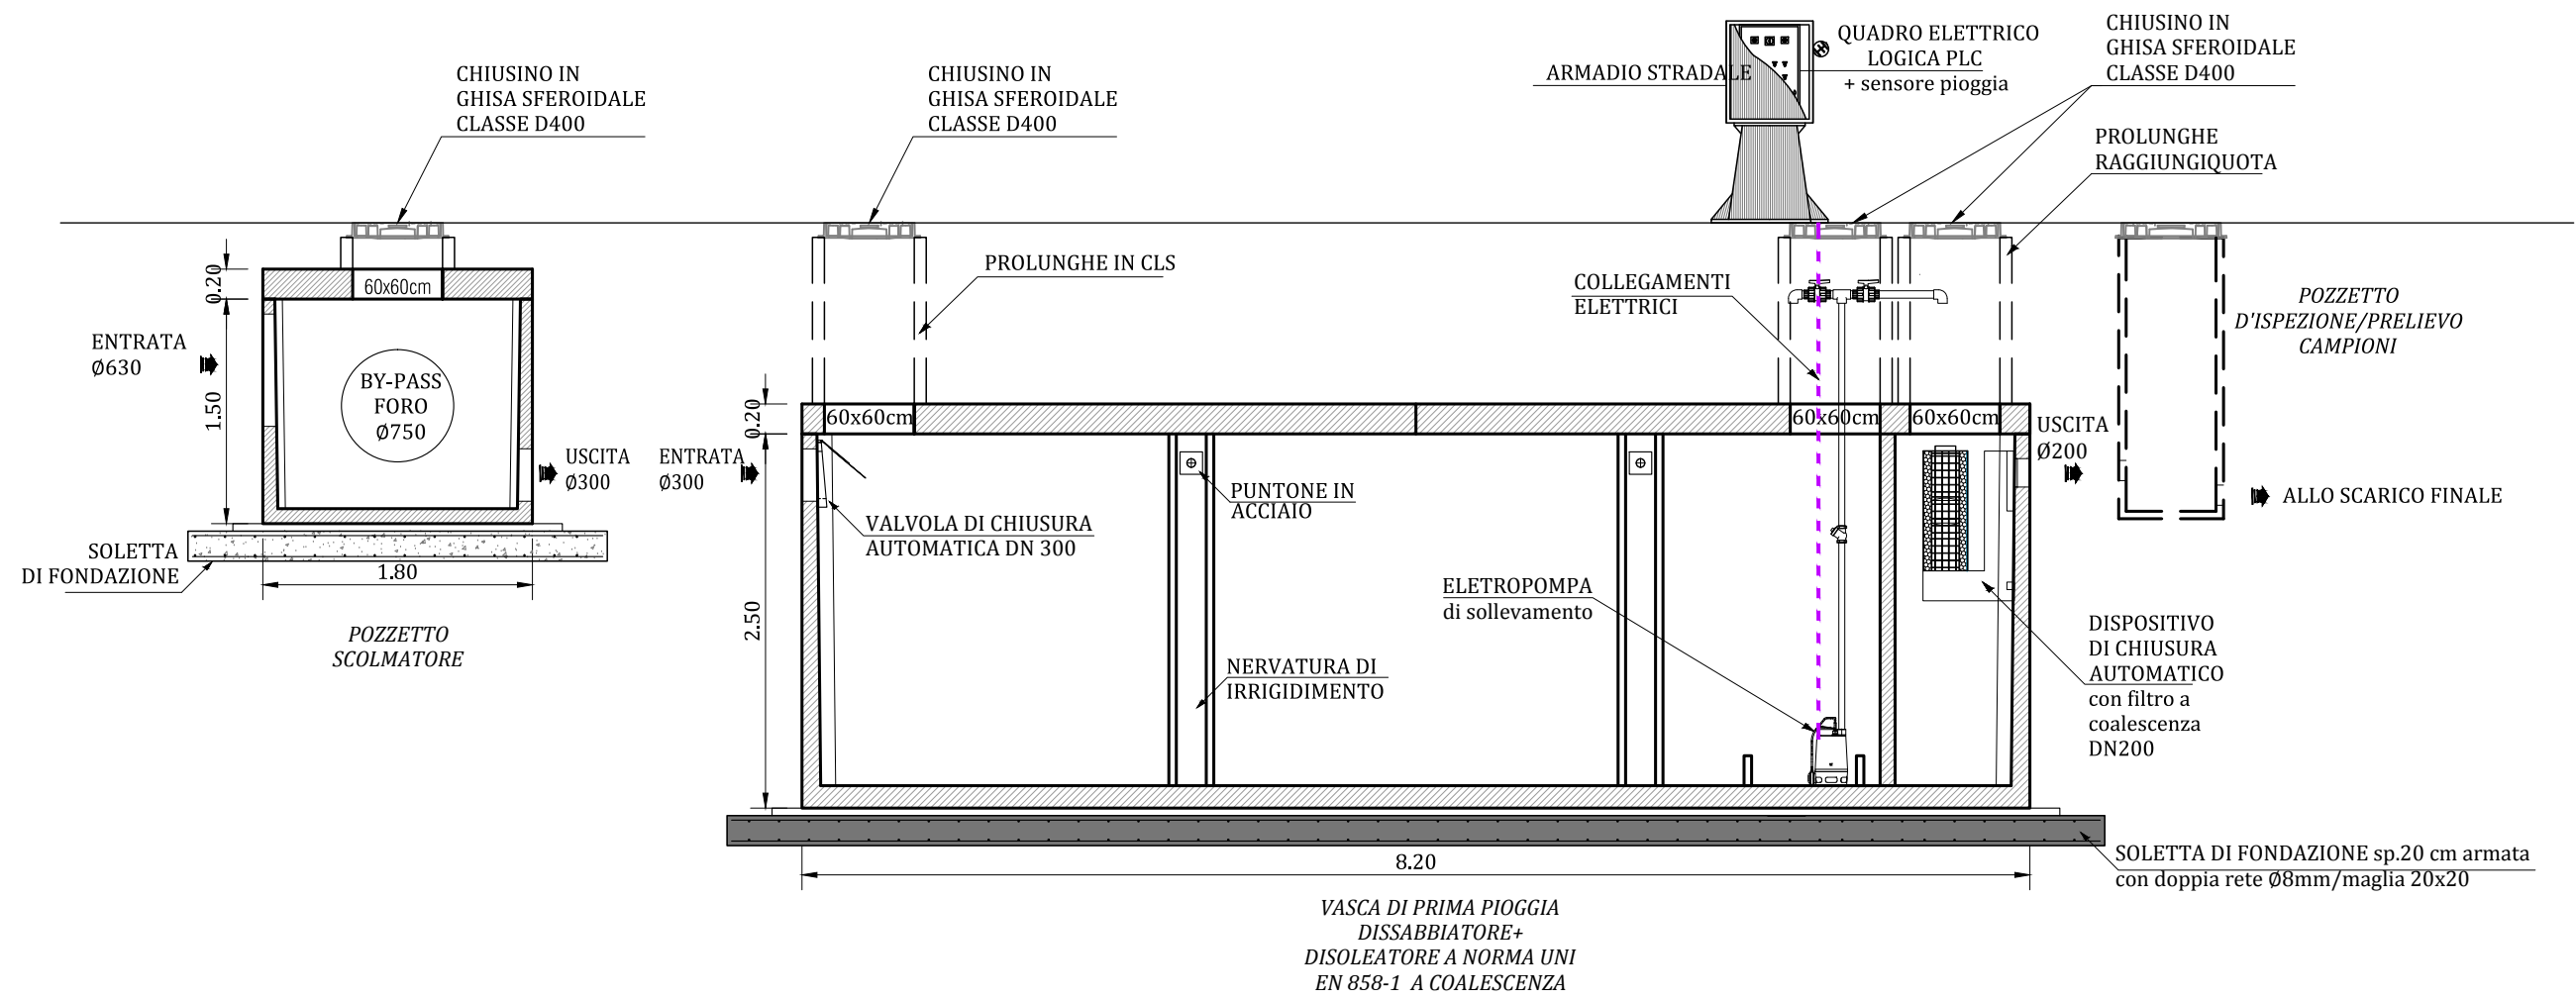 CHIUSINO IN
GHISA SFEROIDALE
CLASSE D400
CHIUSINO IN
GHISA SFEROIDALE
CLASSE D400
ARMADIO STRADALE
QUADRO ELETTRICO
LOGICA PLC
+ sensore pioggia
CHIUSINO IN
GHISA SFEROIDALE
CLASSE D400
PROLUNGHE
RAGGIUNGIQUOTA
0.20
60x60cm
1.50
ENTRATA
Ø630
BY-PASS
FORO
Ø750
USCITA
Ø300
SOLETTA
DI FONDAZIONE
1.80
POZZETTO
SCOLMATORE
PROLUNGHE IN CLS
COLLEGAMENTI
ELETTRICI
POZZETTO
D'ISPEZIONE/PRELIEVO
CAMPIONI
0.20
60x60cm
60x60cm
60x60cm
USCITA
Ø200
ENTRATA
Ø300
2.50
VALVOLA DI CHIUSURA
AUTOMATICA DN 300
PUNTONE IN
ACCIAIO
ALLO SCARICO FINALE
ELETROPOMPA
di sollevamento
NERVATURA DI
IRRIGIDIMENTO
DISPOSITIVO
DI CHIUSURA
AUTOMATICO
con filtro a
coalescenza
DN200
8.20
SOLETTA DI FONDAZIONE sp.20 cm armata
con doppia rete Ø8mm/maglia 20x20
VASCA DI PRIMA PIOGGIA
DISSABBIATORE+
DISOLEATORE A NORMA UNI
EN 858-1 A COALESCENZA